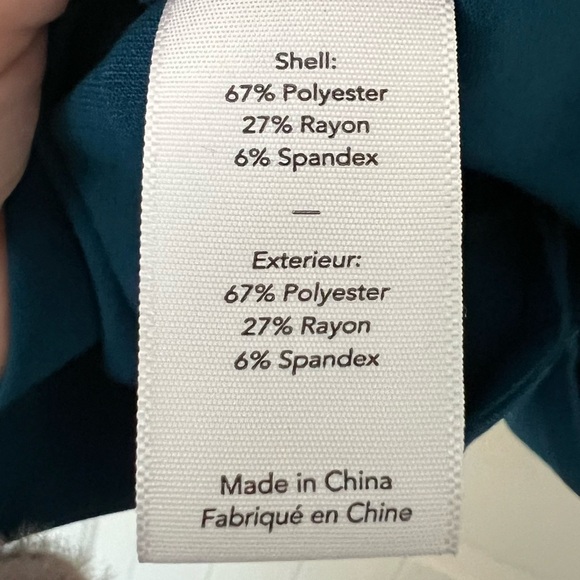 Shell:
67% Polyester
27% Rayon
6% Spandex
—
Exterieur:
67% Polyester
27% Rayon
6% Spandex
Made in China
Fabriqué en Chine